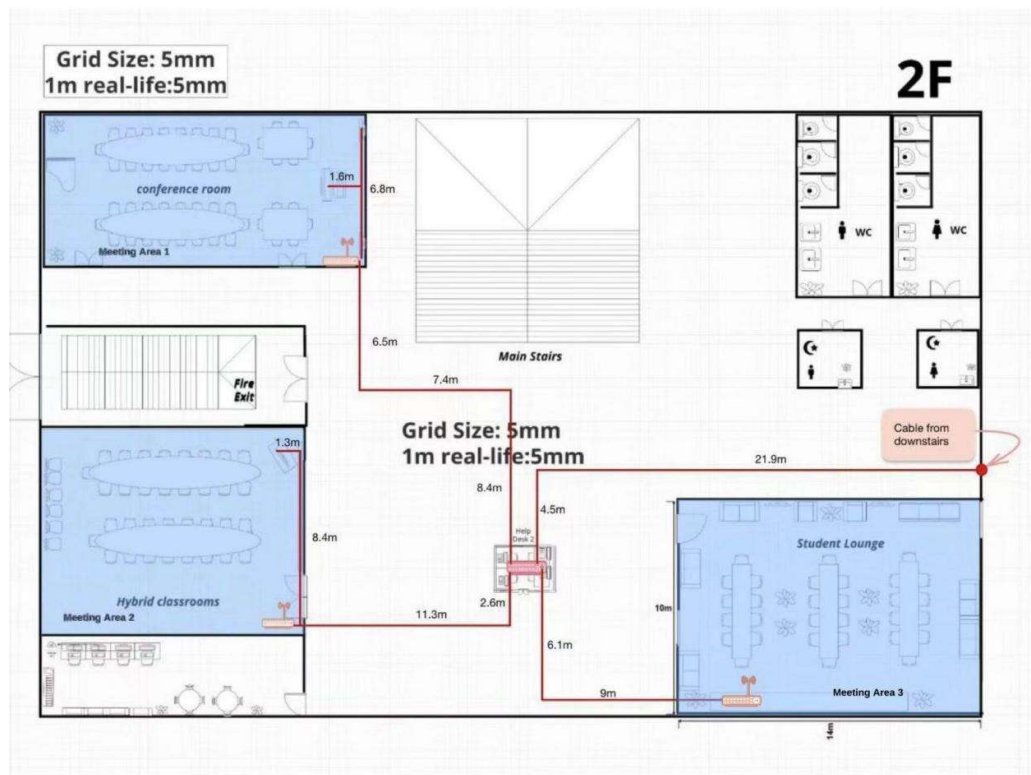 Grid Size: 5mm
1m real-life:5mm
2F
conference room
1.6m
6.8m
Meeting Area 1
WC
WC
6.5m
Main Stairs
Fire
Exit
7.4m
Grid Size: 5mm
1m real-life:5mm
Cable from
downstairs
1.3m
21.9m
8.4m
4.5m
Help
Desk 2
8.4m
Student Lounge
Hybrid classrooms
Meeting Area 2
2.6m
11.3m
10m
6.1m
9m
Meeting Area 3
14m